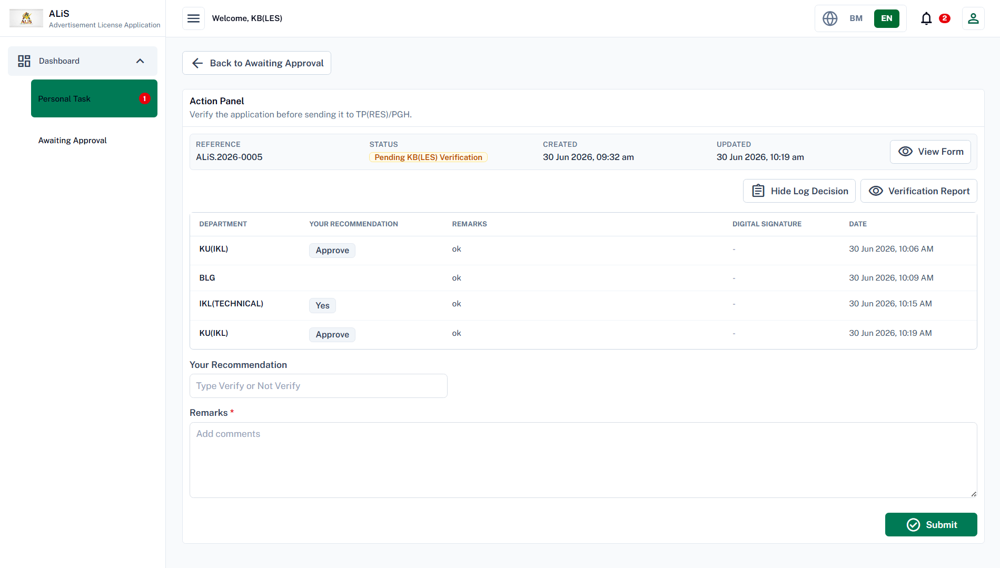 ALiS
Advertisement License Application
ALiS
Welcome, KB(LES)
BM
EN
2
Dashboard
Personal Task
1
Awaiting Approval
Back to Awaiting Approval
Action Panel
Verify the application before sending it to TP(RES)/PGH.
REFERENCE
ALiS.2026-0005
STATUS
Pending KB(LES) Verification
CREATED
30 Jun 2026, 09:32 am
UPDATED
30 Jun 2026, 10:19 am
View Form
Hide Log Decision
Verification Report
DEPARTMENT YOUR RECOMMENDATION REMARKS DIGITAL SIGNATURE DATE
KU(IKL) Approve ok - 30 Jun 2026, 10:06 AM
BLG ok - 30 Jun 2026, 10:09 AM
IKL(TECHNICAL) Yes ok - 30 Jun 2026, 10:15 AM
KU(IKL) Approve ok - 30 Jun 2026, 10:19 AM
Your Recommendation
Type Verify or Not Verify
Remarks *
Add comments
Submit